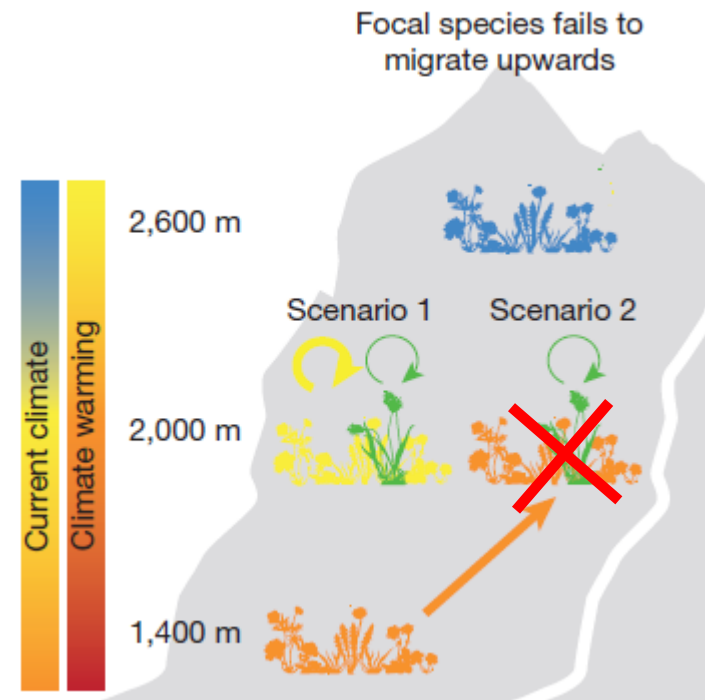 Focal species fails to
migrate upwards
2,600 m
Scenario 1
Scenario 2
2,000 m
1,400 m
Current climate
Climate warming